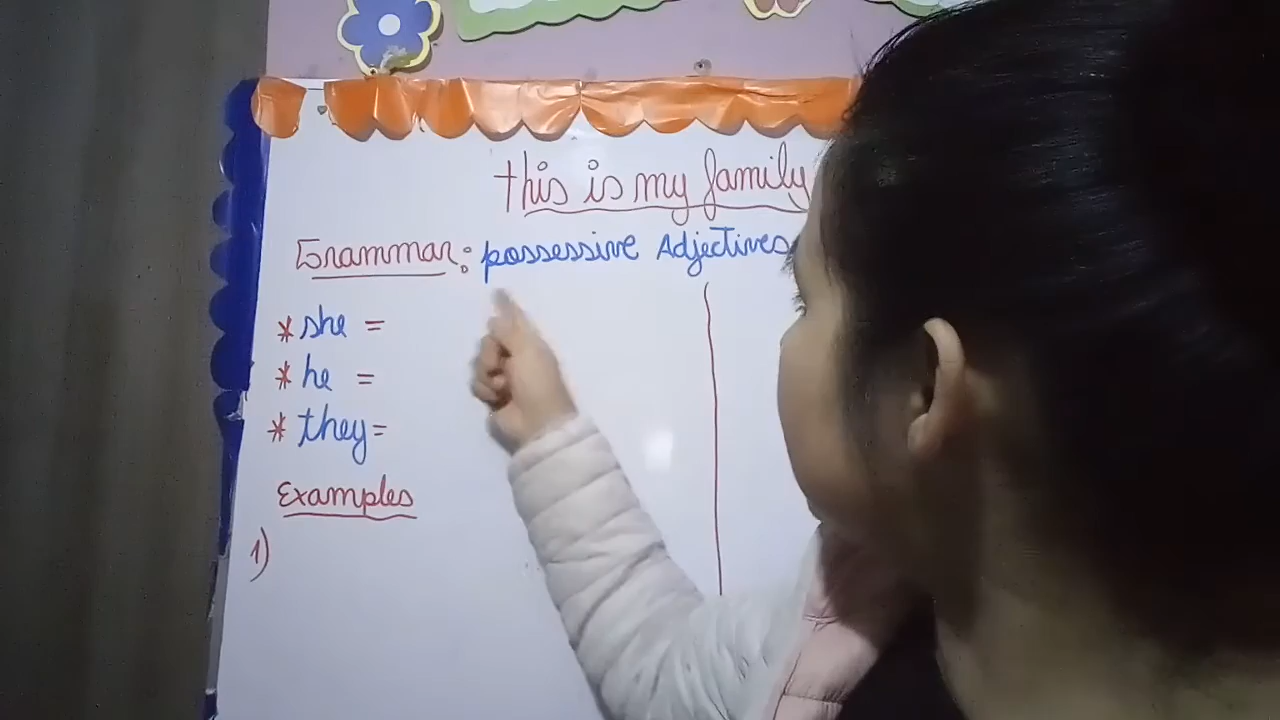 this is my family
Grammar: possessive Adjectives
* she =
* he =
* they=
Examples
1)